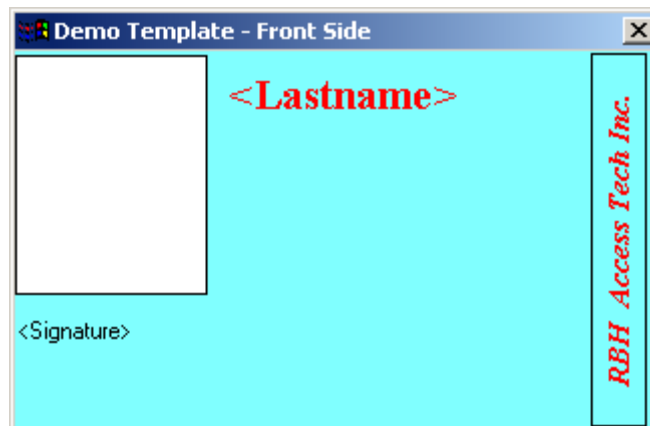 Demo Template - Front Side
<Lastname>
<Signature>
RBH Access Tech Inc.